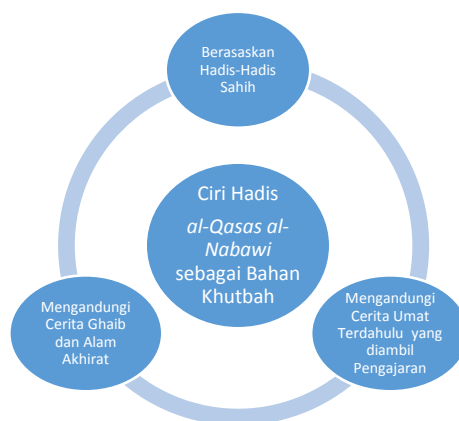 Berasaskan
Hadis-Hadis
Sahih
Ciri Hadis
al-Qasas al-
Nabawi
sebagai Bahan
Khutbah
Mengandungi
Cerita Ghaib
dan Alam
Akhirat
Mengandungi
Cerita Umat
Terdahulu yang
diambil
Pengajaran